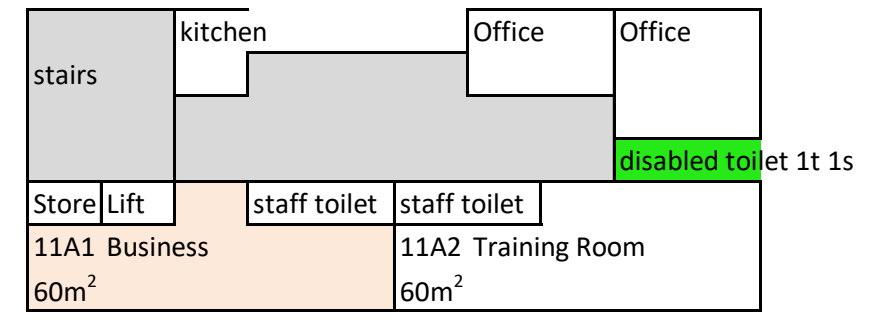 kitchen
Office
Office
stairs
disabled toilet 1t 1s
Store
Lift
staff toilet
staff toilet
11A1 Business
60m²
11A2 Training Room
60m²